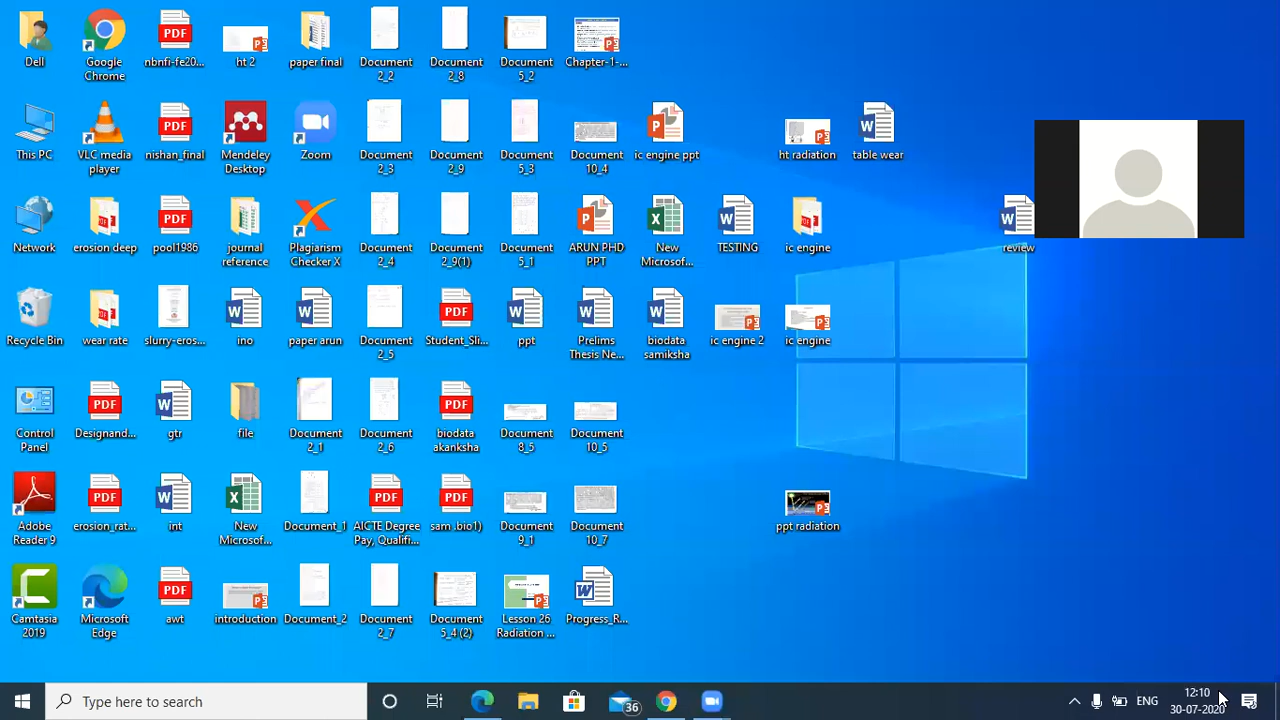 Dell
Google
Chrome
nbnfi-fe20...
ht 2
paper final
Document
2_2
Document
2_8
Document
5_2
Chapter-1-...
This PC
VLC media
player
nishan_final
Mendeley
Desktop
Zoom
Document
2_3
Document
2_9
Document
5_3
Document
10_4
ic engine ppt
ht radiation
table wear
Network
erosion deep
pool1986
journal
reference
Plagiarism
Checker X
Document
2_4
Document
2_9(1)
Document
5_1
ARUN PHD
PPT
New
Microsof...
TESTING
ic engine
review
Recycle Bin
wear rate
slurry-eros...
ino
paper arun
Document
2_5
Student_Sli...
ppt
Prelims
Thesis Ne...
biodata
samiksha
ic engine 2
ic engine
Control
Panel
Designand...
gtr
file
Document
2_1
Document
2_6
biodata
akanksha
Document
8_5
Document
10_5
Adobe
Reader 9
erosion_rat...
int
New
Microsof...
Document_1
AICTE Degree
Pay, Qualifi...
sam .bio1)
Document
9_1
Document
10_7
ppt radiation
Camtasia
2019
Microsoft
Edge
awt
introduction
Document_2
Document
2_7
Document
5_4 (2)
Lesson 26
Radiation ...
Progress_R...
Type here to search
36
ENG
12:10
30-07-2020